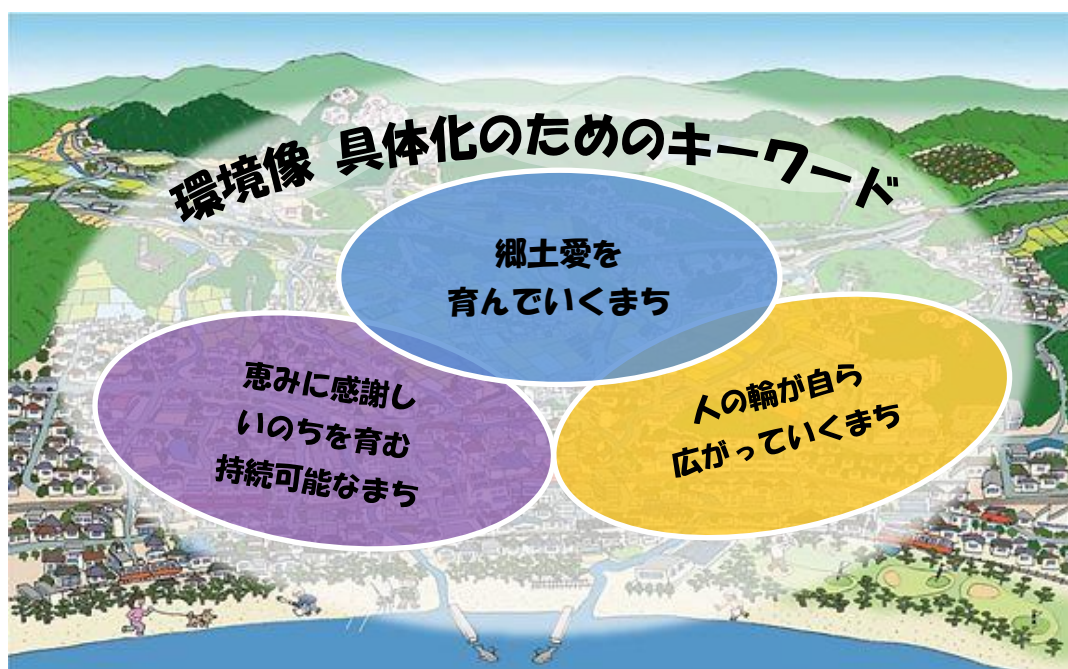 環境像 具体化のためのキーワード
郷土愛を
育んでいくまち
恵みに感謝し
いのちを育む
持続可能なまち
人の輪が自ら
広がっていくまち